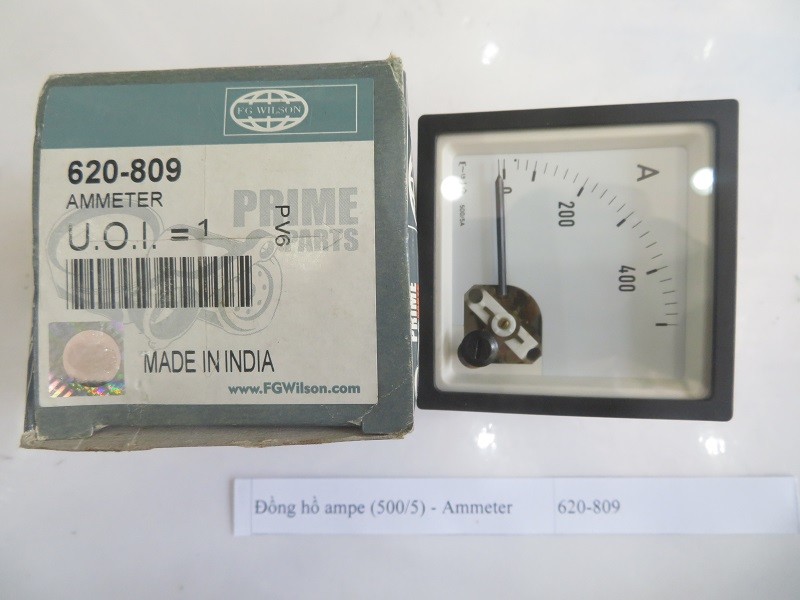 FG WILSON
620-809
AMMETER
U.O.I. = 1
PV6
PRIME
PARTS
MADE IN INDIA
www.FGWilson.com
PRIME
A
0
200
400
Đồng hồ ampe (500/5) - Ammeter 620-809